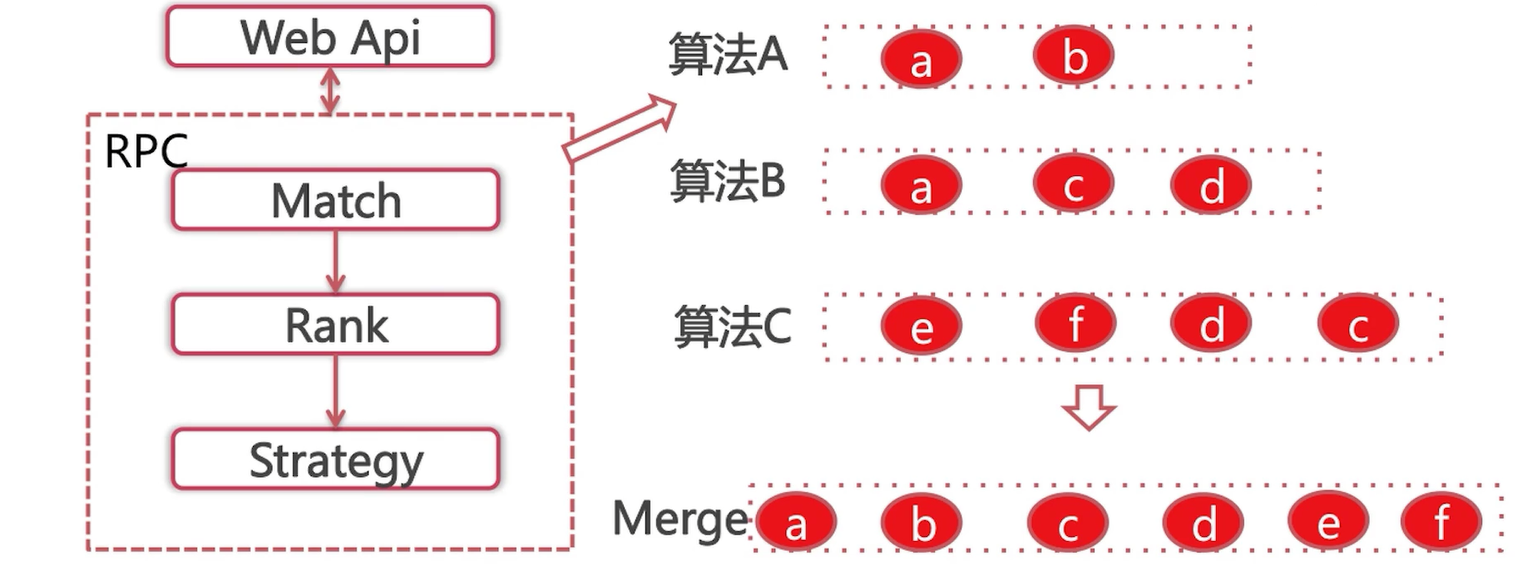 Web Api
RPC
Match
Rank
Strategy
算法A a b
算法B a c d
算法C e f d c
Merge a b c d e f